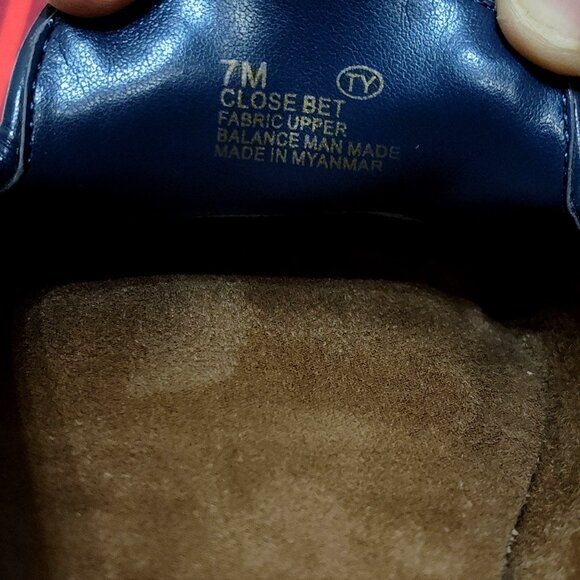 7M TY
CLOSE BET
FABRIC UPPER
BALANCE MAN MADE
MADE IN MYANMAR